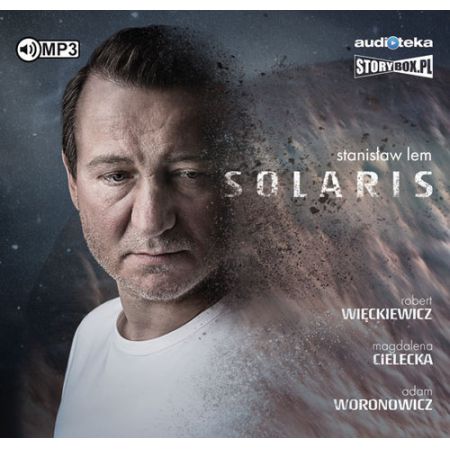 MP3
audioteka
STORYBOX.PL
stanisław lem
SOLARIS
robert
WIĘCKIEWICZ
magdalena
CIELECKA
adam
WORONOWICZ